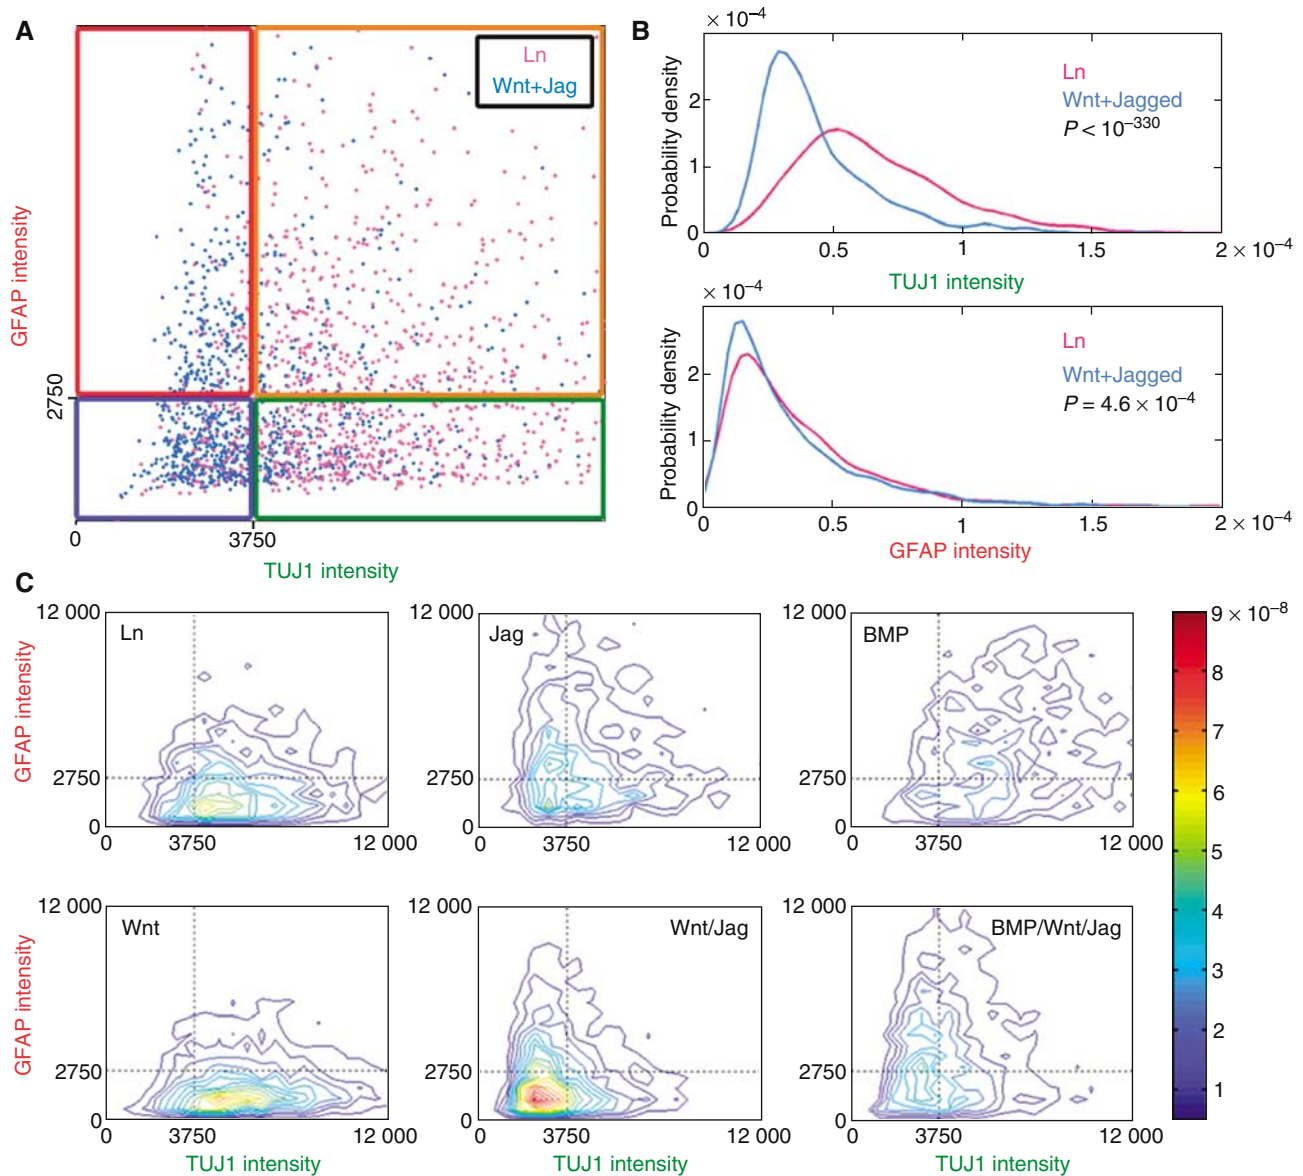 A
Ln
Wnt+Jag
GFAP intensity
2750
0
3750
TUJ1 intensity
B
× 10⁻⁴
Probability density
2
1
0
Ln
Wnt+Jagged
P < 10⁻³³⁰
0 0.5 1 1.5 2 × 10⁻⁴
TUJ1 intensity
× 10⁻⁴
Probability density
2
1
0
Ln
Wnt+Jagged
P = 4.6 × 10⁻⁴
0 0.5 1 1.5 2 × 10⁻⁴
GFAP intensity
C
GFAP intensity
12 000
2750
0
Ln
0 3750 12 000
12 000
2750
0
Jag
0 3750 12 000
12 000
2750
0
BMP
0 3750 12 000
GFAP intensity
12 000
2750
0
Wnt
0 3750 12 000
TUJ1 intensity
12 000
2750
0
Wnt/Jag
0 3750 12 000
TUJ1 intensity
12 000
2750
0
BMP/Wnt/Jag
0 3750 12 000
TUJ1 intensity
9 × 10⁻⁸
8
7
6
5
4
3
2
1